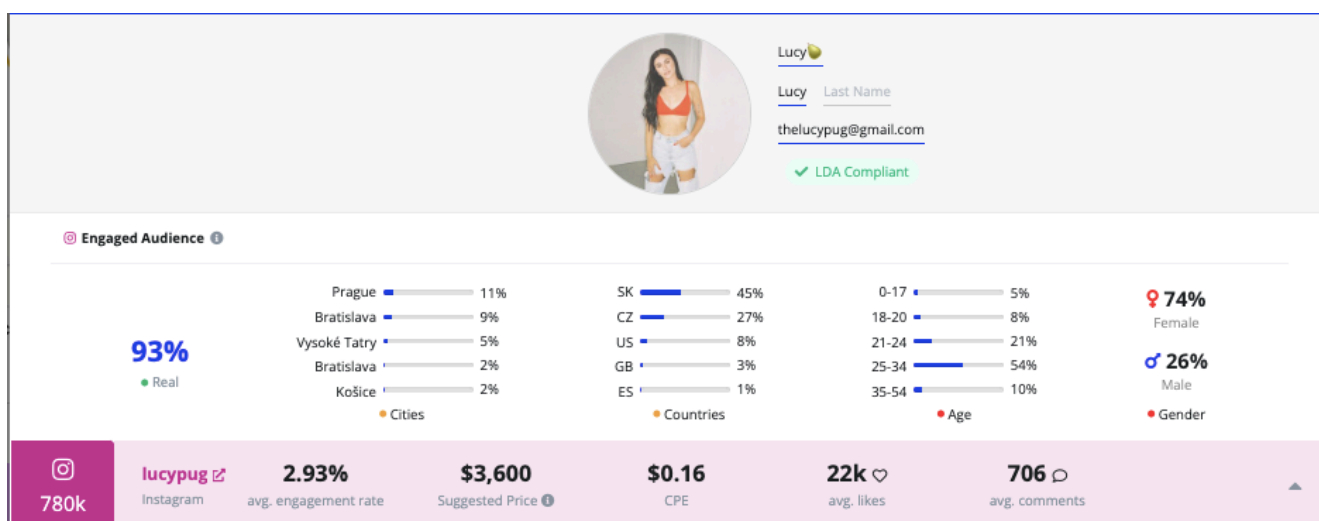 Lucy🍐
Lucy Last Name
thelucypug@gmail.com
✓ LDA Compliant
Engaged Audience
93%
Real
Prague 11%
Bratislava 9%
Vysoké Tatry 5%
Bratislava 2%
Košice 2%
Cities
SK 45%
CZ 27%
US 8%
GB 3%
ES 1%
Countries
0-17 5%
18-20 8%
21-24 21%
25-34 54%
35-54 10%
Age
74%
Female
26%
Male
Gender
780k
lucypug
Instagram
2.93%
avg. engagement rate
$3,600
Suggested Price
$0.16
CPE
22k
avg. likes
706
avg. comments